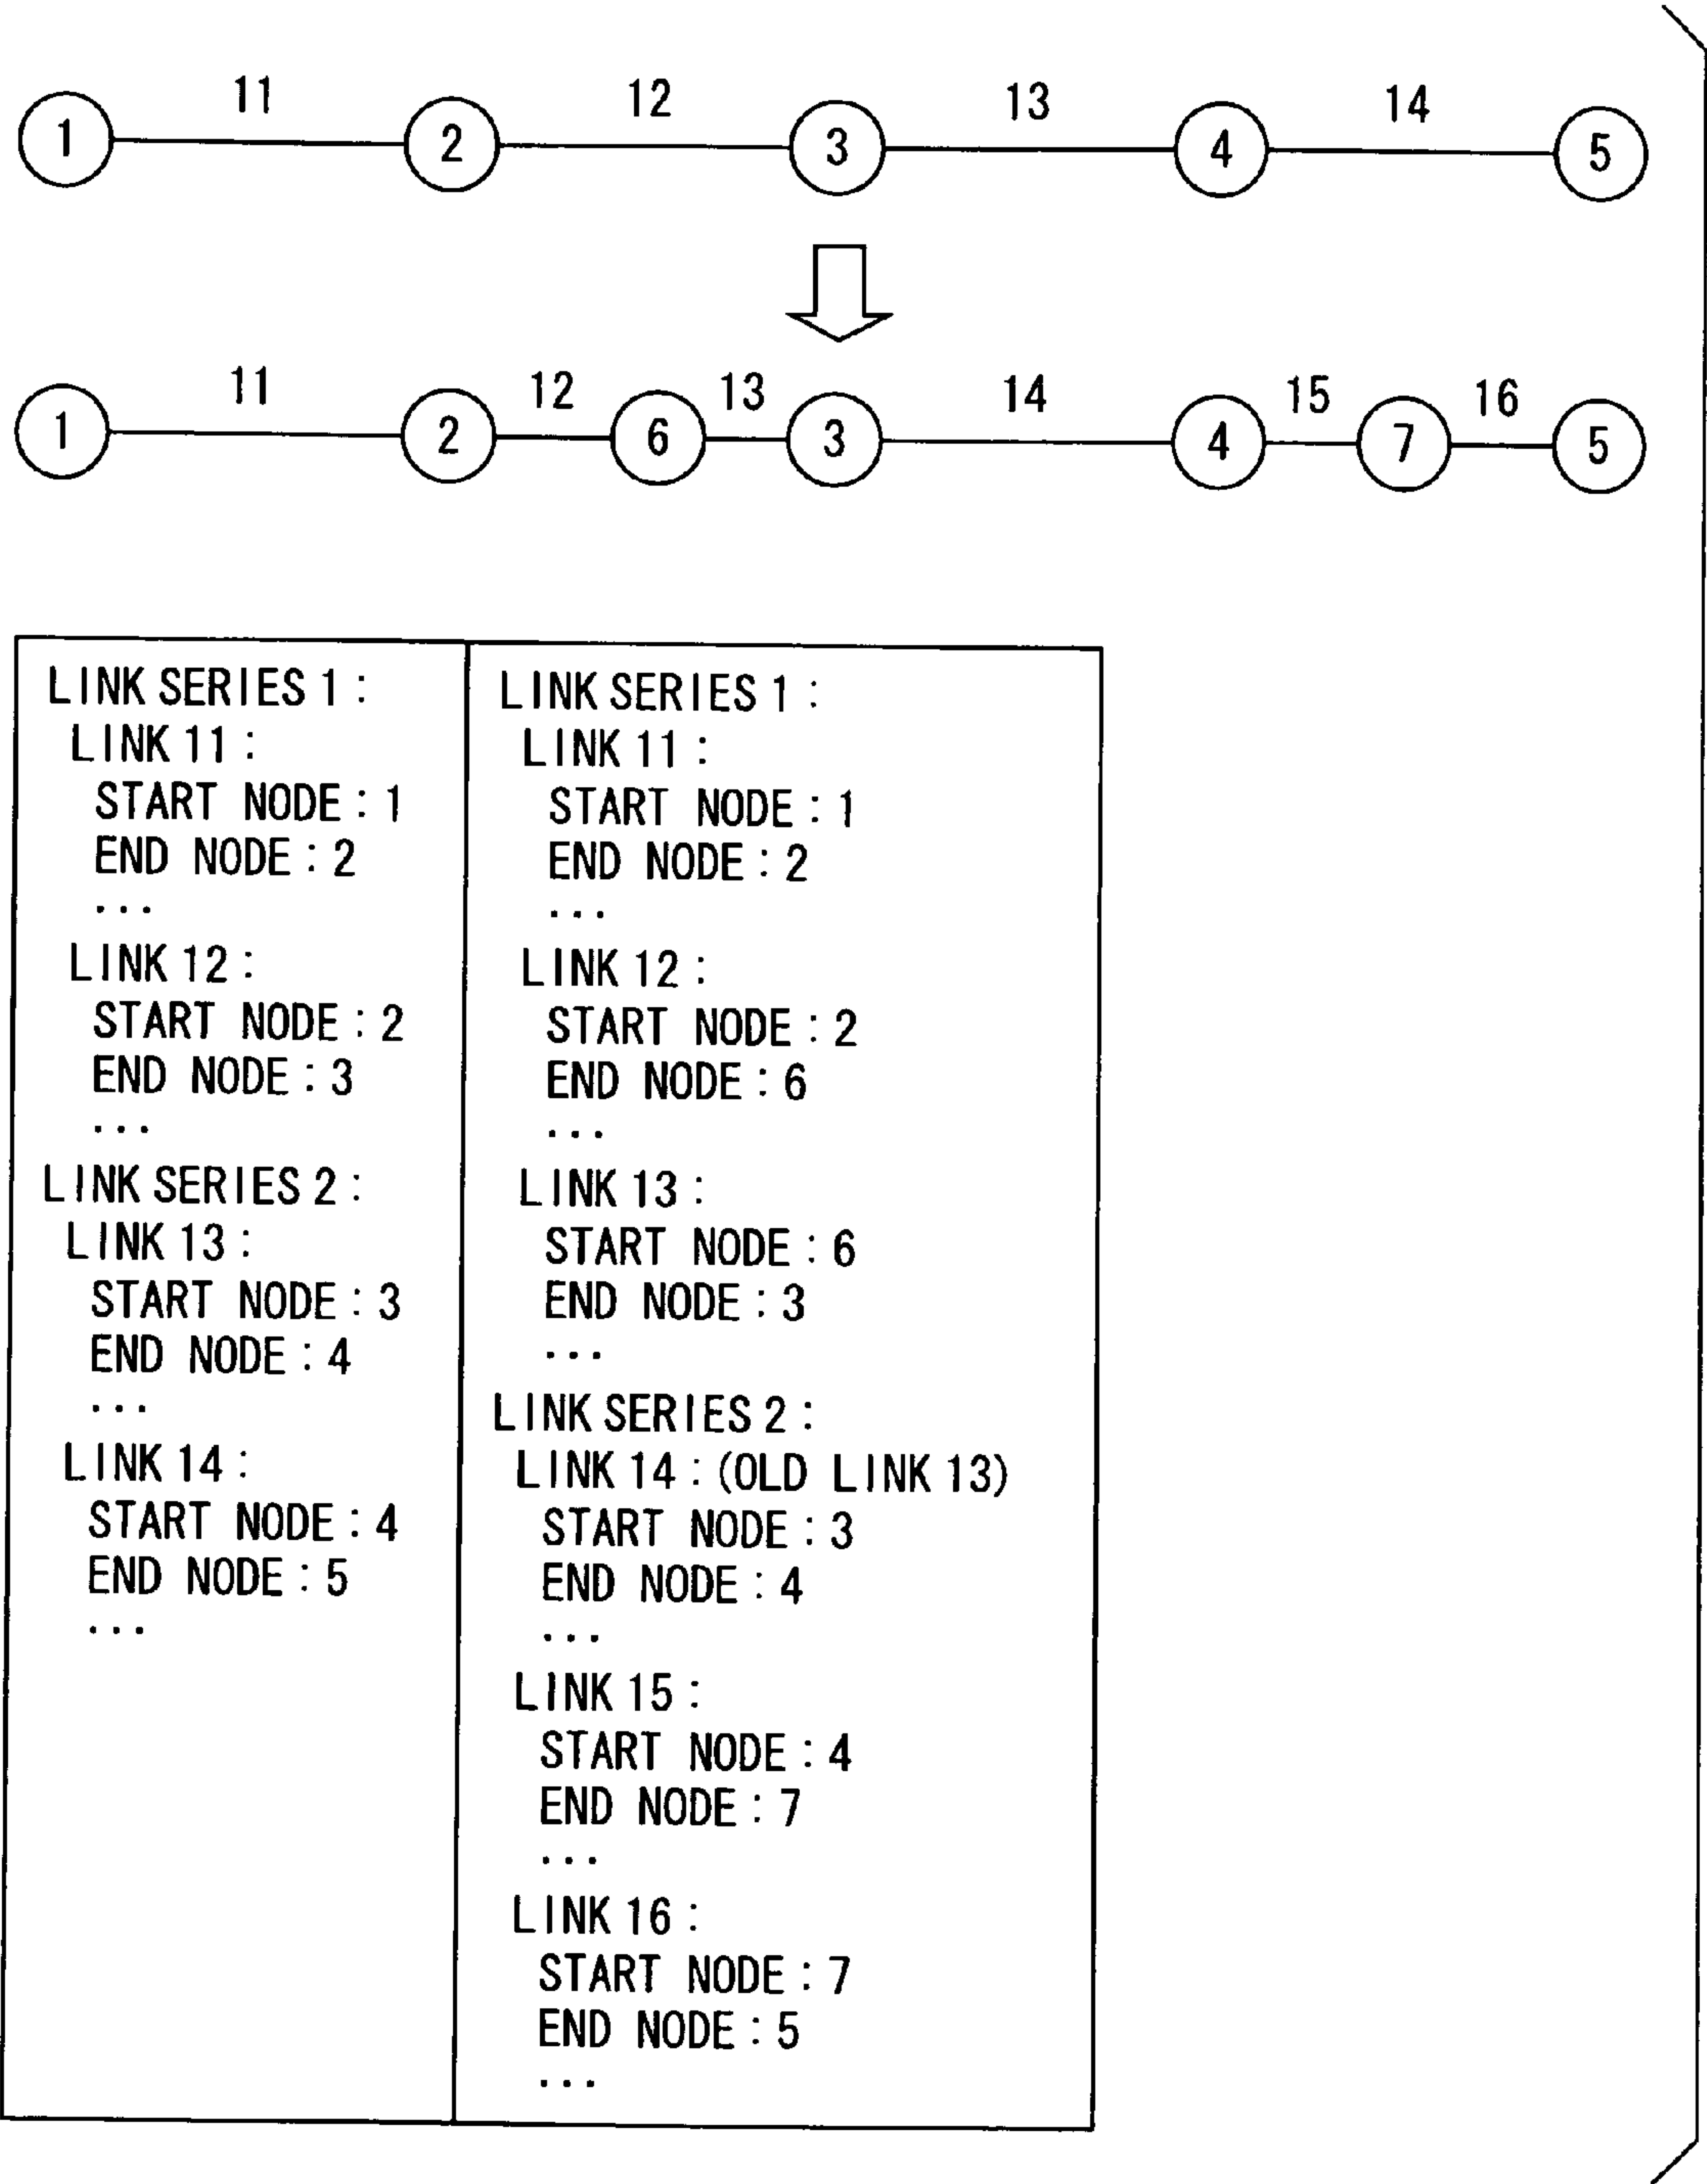 11 12 13 14
1 2 3 4 5
11 12 13 14 15 16
1 2 6 3 4 7 5
LINK SERIES 1 :
LINK 11 :
START NODE : 1
END NODE : 2
...
LINK 12 :
START NODE : 2
END NODE : 3
...
LINK SERIES 2 :
LINK 13 :
START NODE : 3
END NODE : 4
...
LINK 14 :
START NODE : 4
END NODE : 5
...
LINK SERIES 1 :
LINK 11 :
START NODE : 1
END NODE : 2
...
LINK 12 :
START NODE : 2
END NODE : 6
...
LINK 13 :
START NODE : 6
END NODE : 3
...
LINK SERIES 2 :
LINK 14 : (OLD LINK 13)
START NODE : 3
END NODE : 4
...
LINK 15 :
START NODE : 4
END NODE : 7
...
LINK 16 :
START NODE : 7
END NODE : 5
...